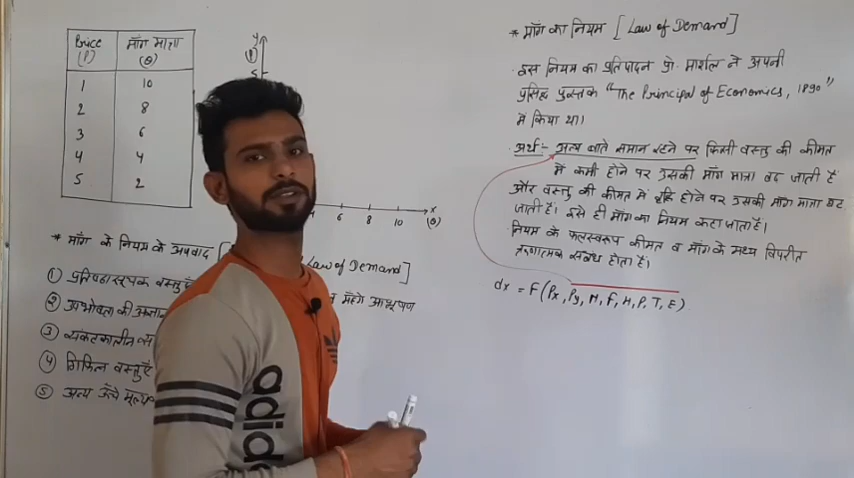 Price माँग मात्रा
(P) (Q)
1 10
2 8
3 6
4 4
5 2
y
(P)
5
6 8 10 x
(Q)
* माँग के नियम के अपवाद [
Law of Demand]
① प्रतिष्ठासूचक वस्तुएँ
महँगे आभूषण
② उपभोक्ता की अज्ञान
③ संकटकालीन
④ गिफिन वस्तुएँ
⑤ अन्य ऊँचे मूल्य
* माँग का नियम [Law of Demand]
· इस नियम का प्रतिपादन प्रो. मार्शल ने अपनी
प्रसिद्ध पुस्तक "The Principal of Economics, 1890"
में किया था।
· अर्थ:- अन्य बाते समान रहने पर किसी वस्तु की कीमत
में कमी होने पर उसकी माँग मात्रा बढ़ जाती है
और वस्तु की कीमत में वृद्धि होने पर उसकी माँग मात्रा घट
जाती है। इसे ही माँग का नियम कहा जाता है।
नियम के फलस्वरूप कीमत व माँग के मध्य विपरीत
ऋणात्मक संबंध होता है।
dx = F(Px, Py, M, F, H, P, T, E)
adidas